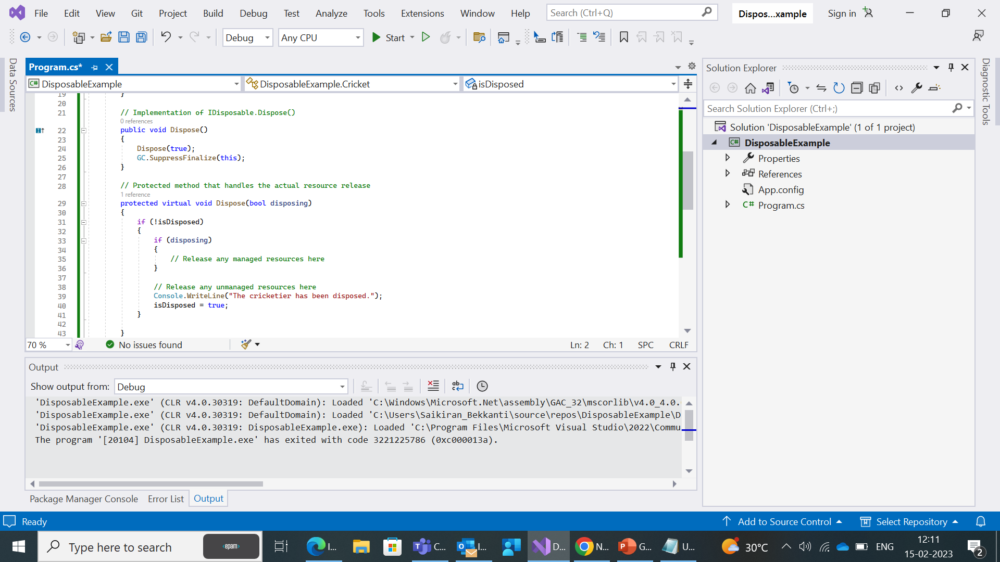 File Edit View Git Project Build Debug Test Analyze Tools Extensions Window Help Search (Ctrl+Q) Dispos...xample Sign in
Debug Any CPU Start
Data Sources
Program.cs*
DisposableExample DisposableExample.Cricket isDisposed
19 }
20
21 // Implementation of IDisposable.Dispose()
0 references
22 public void Dispose()
23 {
24 Dispose(true);
25 GC.SuppressFinalize(this);
26 }
27
28 // Protected method that handles the actual resource release
1 reference
29 protected virtual void Dispose(bool disposing)
30 {
31 if (!isDisposed)
32 {
33 if (disposing)
34 {
35 // Release any managed resources here
36 }
37
38 // Release any unmanaged resources here
39 Console.WriteLine("The cricketier has been disposed.");
40 isDisposed = true;
41 }
42
43 }
70 % No issues found Ln: 2 Ch: 1 SPC CRLF
Output
Show output from: Debug
'DisposableExample.exe' (CLR v4.0.30319: DefaultDomain): Loaded 'C:\Windows\Microsoft.Net\assembly\GAC_32\mscorlib\v4.0_4.0.
'DisposableExample.exe' (CLR v4.0.30319: DefaultDomain): Loaded 'C:\Users\Saikiran_Bekkanti\source\repos\DisposableExample\D
'DisposableExample.exe' (CLR v4.0.30319: DisposableExample.exe): Loaded 'C:\Program Files\Microsoft Visual Studio\2022\Commu
The program '[20104] DisposableExample.exe' has exited with code 3221225786 (0xc000013a).
Package Manager Console Error List Output
Solution Explorer
Search Solution Explorer (Ctrl+;)
Solution 'DisposableExample' (1 of 1 project)
C# DisposableExample
Properties
References
App.config
C# Program.cs
Diagnostic Tools
Ready Add to Source Control Select Repository
Type here to search <epam> I... C... I... D... N... G... U... 30°C ENG 12:11
15-02-2023 2